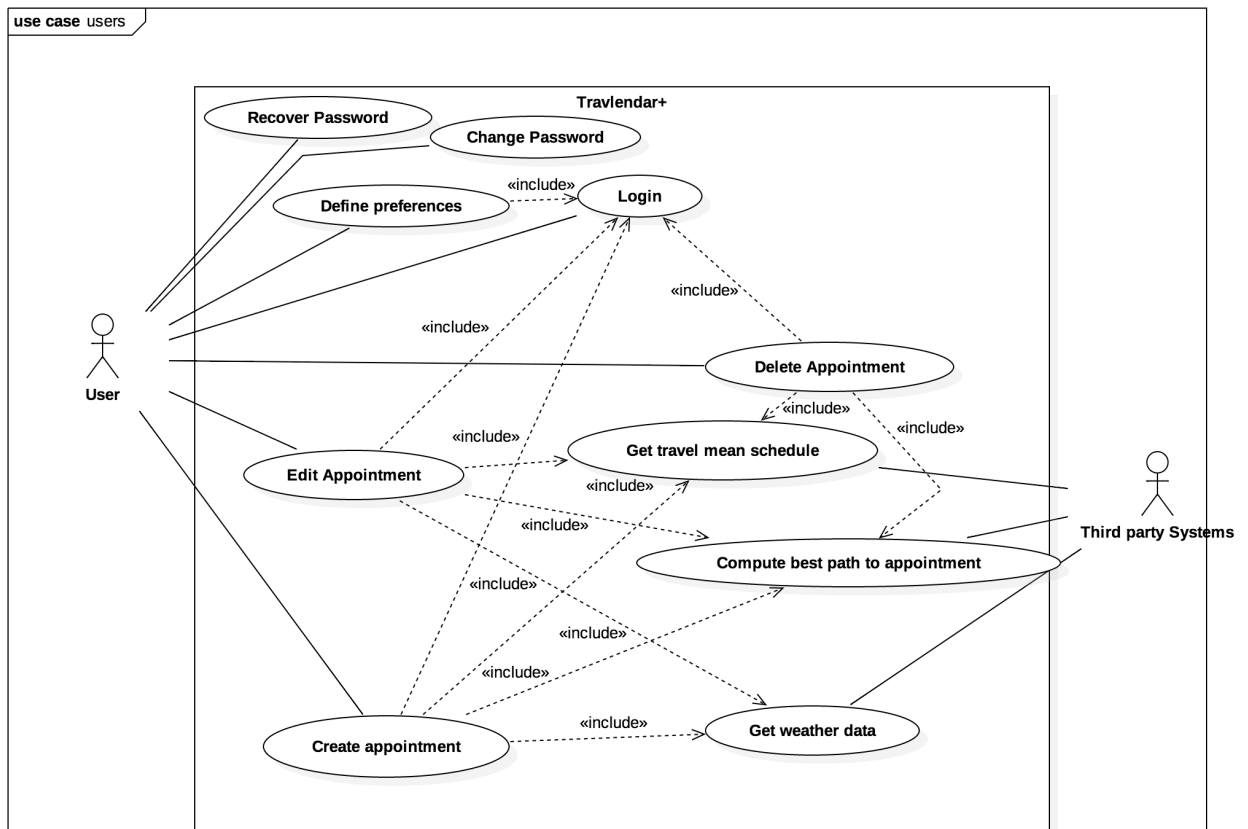 use case users
Travlendar+
Recover Password
Change Password
«include»
Login
Define preferences
«include»
«include»
Delete Appointment
User
«include»
«include»
«include»
Get travel mean schedule
Edit Appointment
«include»
«include»
Third party Systems
Compute best path to appointment
«include»
«include»
«include»
«include»
Get weather data
Create appointment